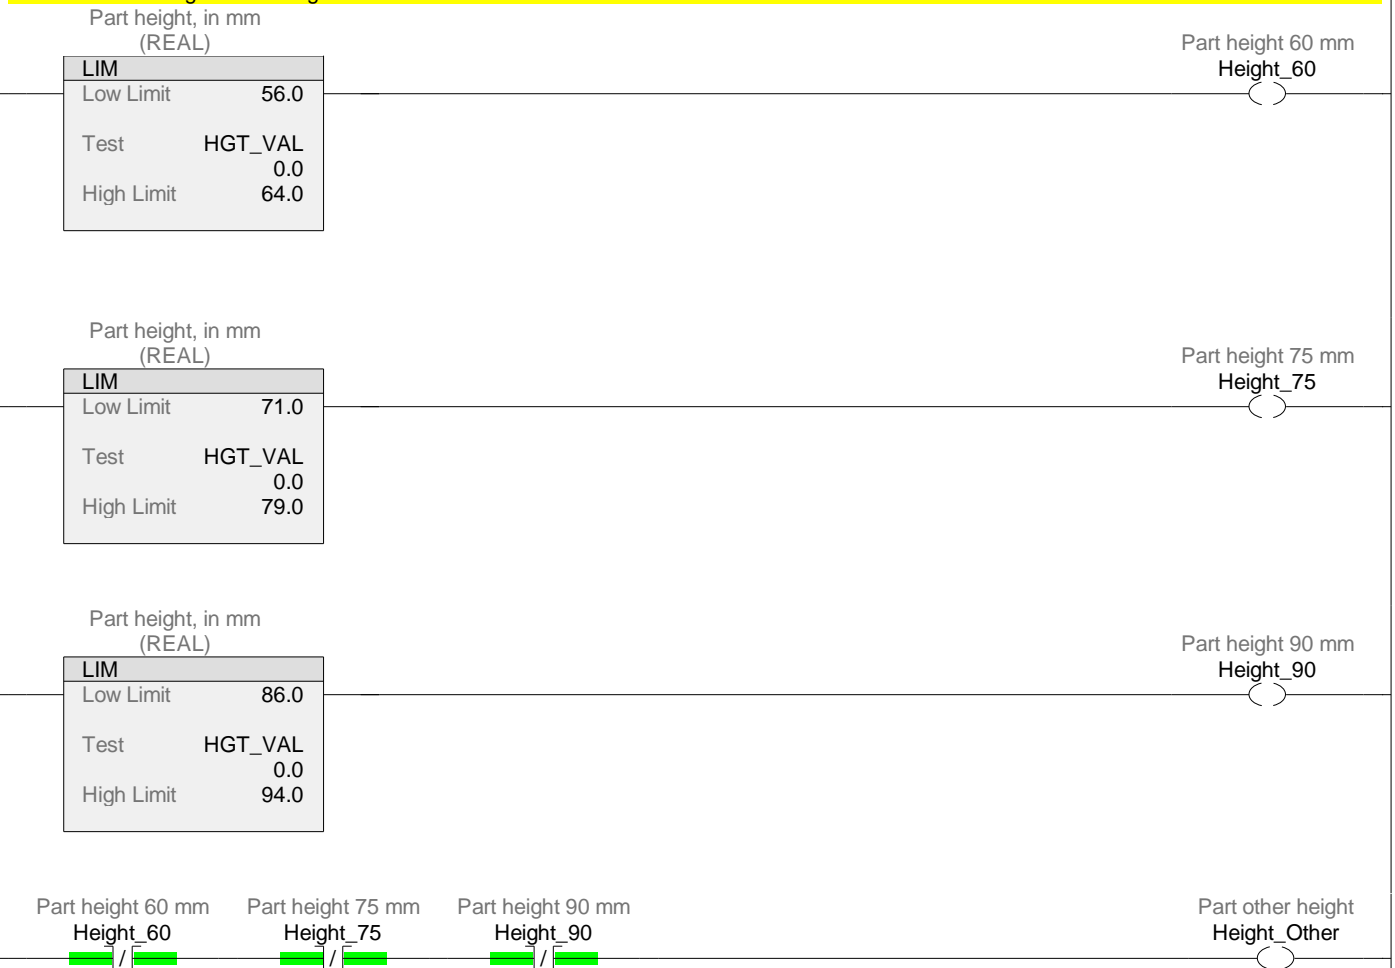 Part height, in mm
(REAL)
Part height 60 mm
LIM
Height_60
Low Limit 56.0
Test HGT_VAL
0.0
High Limit 64.0
Part height, in mm
(REAL)
Part height 75 mm
LIM
Height_75
Low Limit 71.0
Test HGT_VAL
0.0
High Limit 79.0
Part height, in mm
(REAL)
Part height 90 mm
LIM
Height_90
Low Limit 86.0
Test HGT_VAL
0.0
High Limit 94.0
Part height 60 mm Part height 75 mm Part height 90 mm Part other height
Height_60 Height_75 Height_90 Height_Other
/ / /